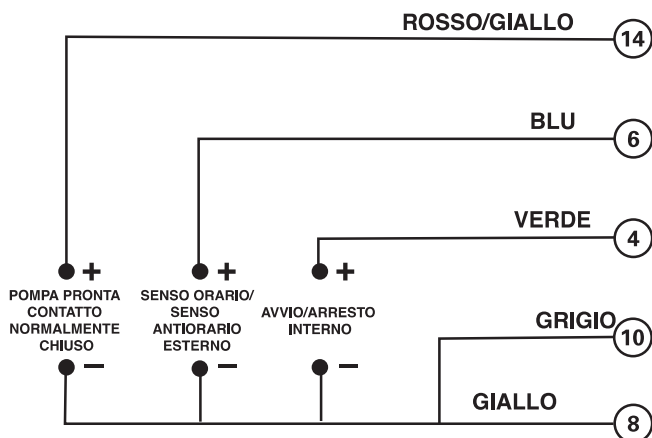 ROSSO/GIALLO
14
BLU
6
VERDE
4
+
+
+
POMPA PRONTA
CONTATTO
NORMALMENTE
CHIUSO
SENSO ORARIO/
SENSO
ANTIORARIO
ESTERNO
AVVIO/ARRESTO
INTERNO
–
–
–
GRIGIO
10
GIALLO
8